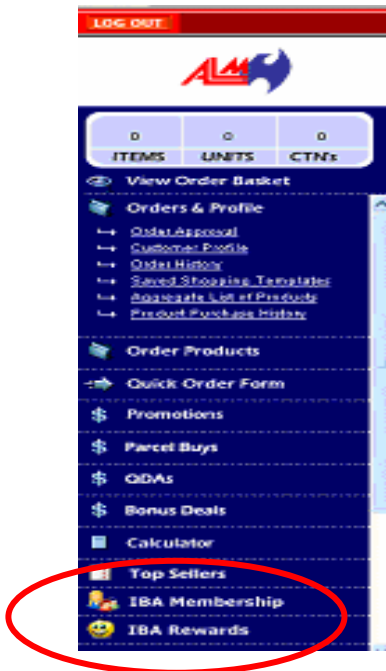 LOG OUT
ALM
0 0 0
ITEMS UNITS CTN's
View Order Basket
Orders & Profile
Order Approval
Customer Profile
Order History
Saved Shopping Templates
Aggregate List of Products
Product Purchase History
Order Products
Quick Order Form
Promotions
Parcel Buys
QDAs
Bonus Deals
Calculator
Top Sellers
IBA Membership
IBA Rewards